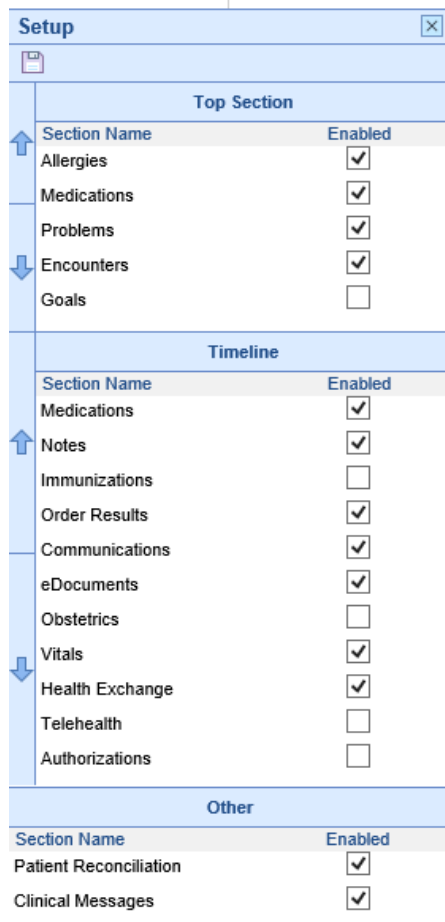 Setup
Top Section
Section Name Enabled
Allergies
Medications
Problems
Encounters
Goals
Timeline
Section Name Enabled
Medications
Notes
Immunizations
Order Results
Communications
eDocuments
Obstetrics
Vitals
Health Exchange
Telehealth
Authorizations
Other
Section Name Enabled
Patient Reconciliation
Clinical Messages